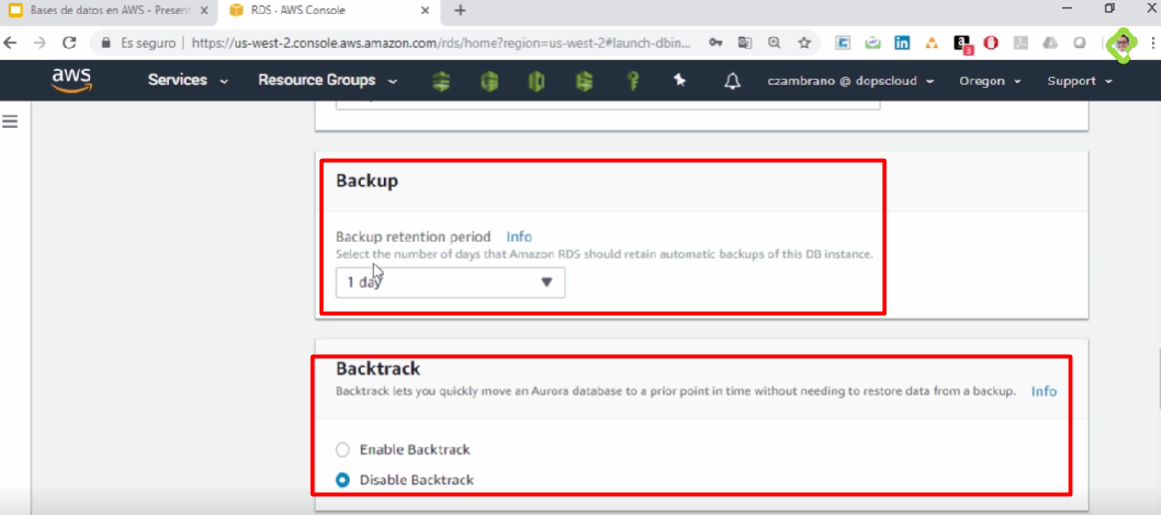 Bases de datos en AWS - Present
RDS - AWS Console
Es seguro | https://us-west-2.console.aws.amazon.com/rds/home?region=us-west-2#launch-dbin...
aws Services Resource Groups czambrano @ dopscloud Oregon Support
Backup
Backup retention period Info
Select the number of days that Amazon RDS should retain automatic backups of this DB instance.
1 day
Backtrack
Backtrack lets you quickly move an Aurora database to a prior point in time without needing to restore data from a backup. Info
Enable Backtrack
Disable Backtrack